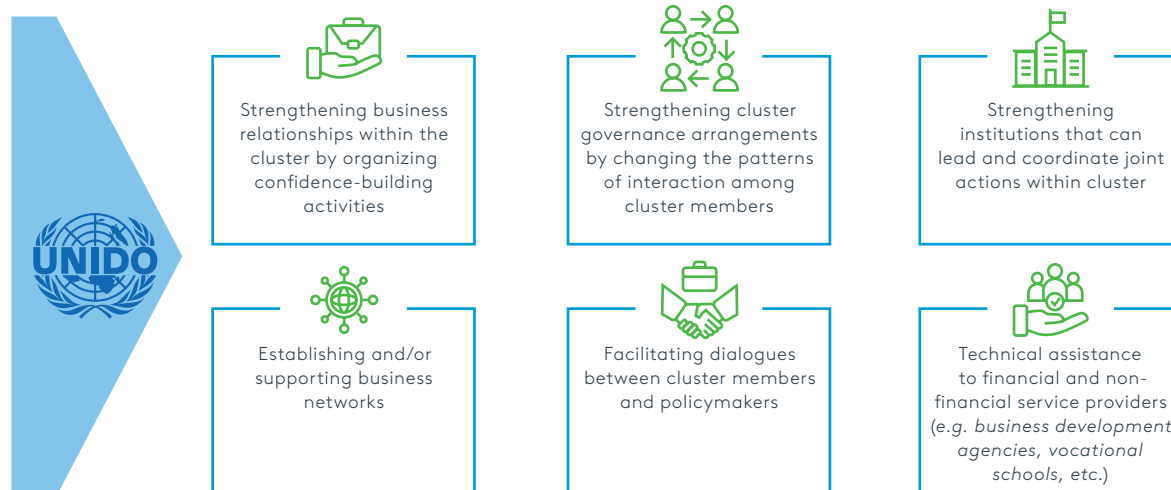 UNIDO
Strengthening business
relationships within the
cluster by organizing
confidence-building
activities
Strengthening cluster
governance arrangements
by changing the patterns
of interaction among
cluster members
Strengthening
institutions that can
lead and coordinate joint
actions within cluster
Establishing and/or
supporting business
networks
Facilitating dialogues
between cluster members
and policymakers
Technical assistance
to financial and non-
financial service providers
(e.g. business development
agencies, vocational
schools, etc.)